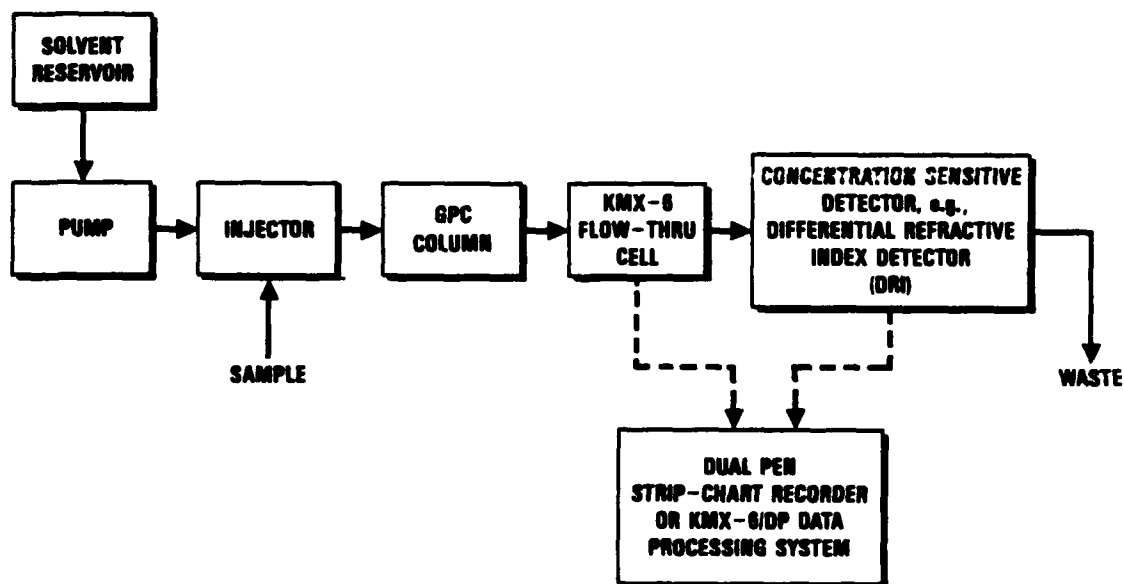 SOLVENT
RESERVOIR
PUMP
INJECTOR
GPC
COLUMN
KMX-6
FLOW-THRU
CELL
CONCENTRATION SENSITIVE
DETECTOR, e.g.,
DIFFERENTIAL REFRACTIVE
INDEX DETECTOR
(DRI)
SAMPLE
WASTE
DUAL PEN
STRIP-CHART RECORDER
OR KMX-6/DP DATA
PROCESSING SYSTEM